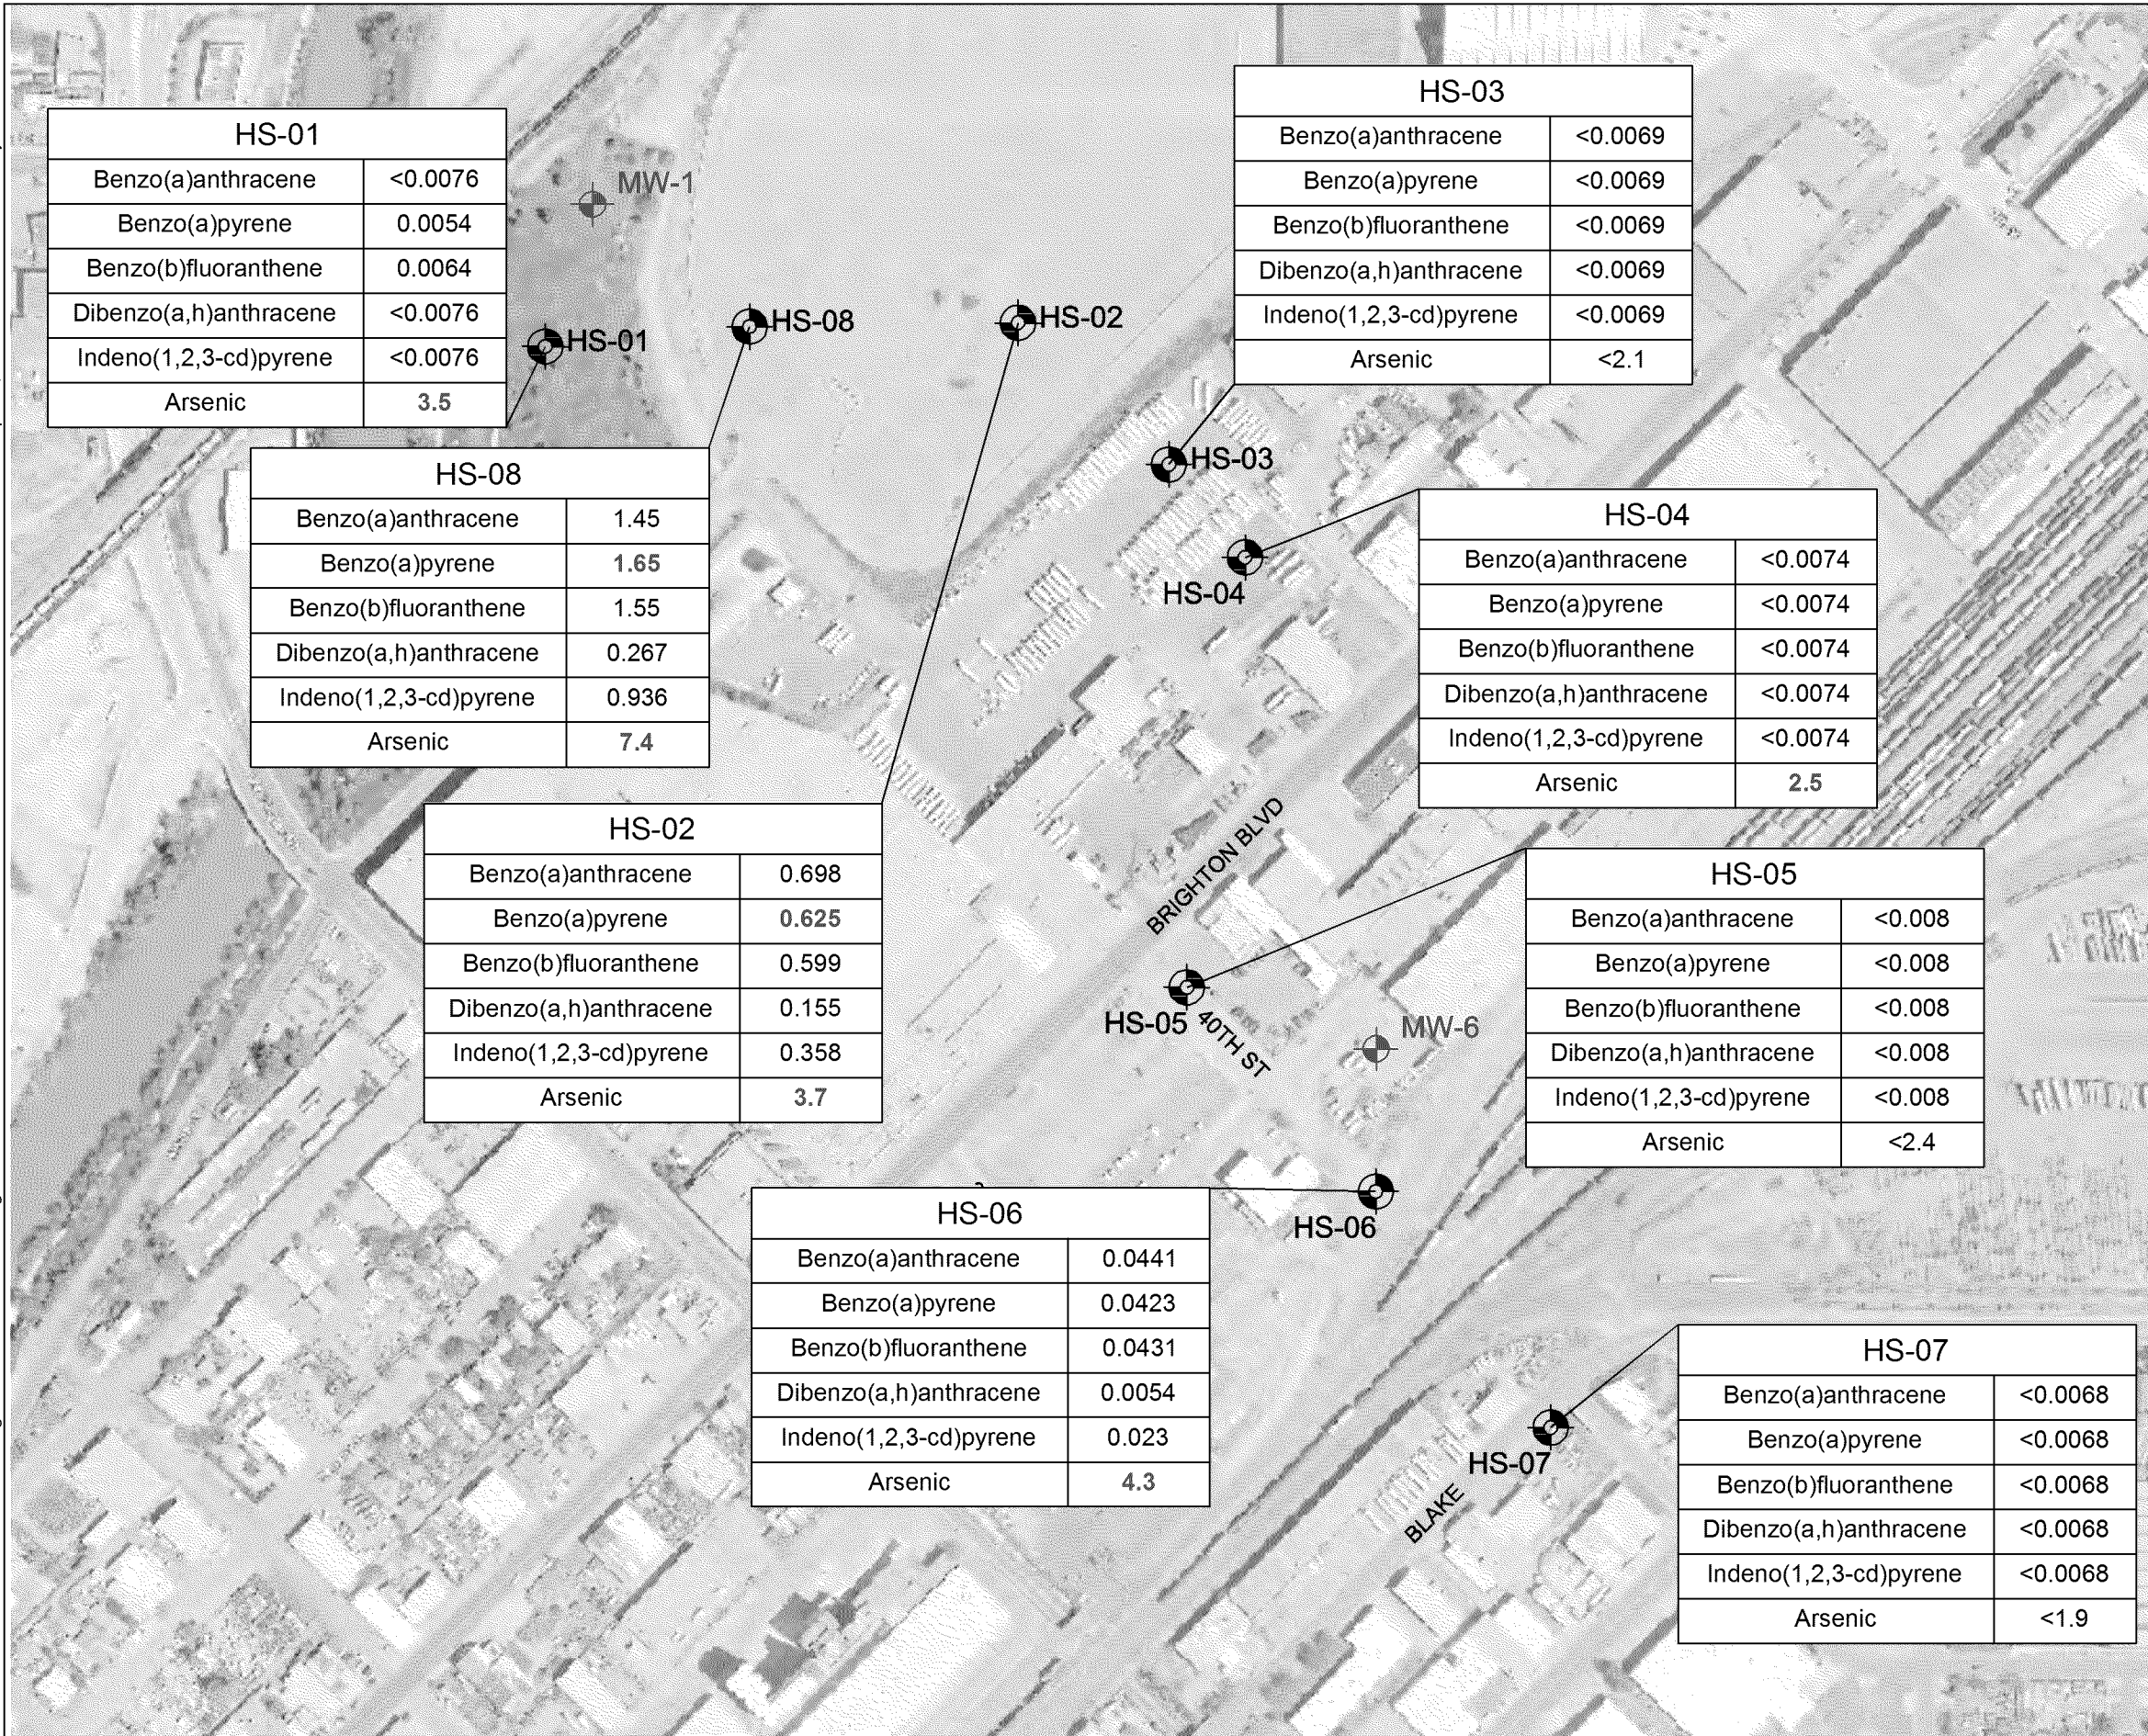 HS-01
Benzo(a)anthracene <0.0076
Benzo(a)pyrene 0.0054
Benzo(b)fluoranthene 0.0064
Dibenzo(a,h)anthracene <0.0076
Indeno(1,2,3-cd)pyrene <0.0076
Arsenic 3.5
MW-1
HS-01
HS-08
HS-02
HS-03
Benzo(a)anthracene <0.0069
Benzo(a)pyrene <0.0069
Benzo(b)fluoranthene <0.0069
Dibenzo(a,h)anthracene <0.0069
Indeno(1,2,3-cd)pyrene <0.0069
Arsenic <2.1
HS-03
HS-08
Benzo(a)anthracene 1.45
Benzo(a)pyrene 1.65
Benzo(b)fluoranthene 1.55
Dibenzo(a,h)anthracene 0.267
Indeno(1,2,3-cd)pyrene 0.936
Arsenic 7.4
HS-04
HS-04
Benzo(a)anthracene <0.0074
Benzo(a)pyrene <0.0074
Benzo(b)fluoranthene <0.0074
Dibenzo(a,h)anthracene <0.0074
Indeno(1,2,3-cd)pyrene <0.0074
Arsenic 2.5
HS-02
Benzo(a)anthracene 0.698
Benzo(a)pyrene 0.625
Benzo(b)fluoranthene 0.599
Dibenzo(a,h)anthracene 0.155
Indeno(1,2,3-cd)pyrene 0.358
Arsenic 3.7
BRIGHTON BLVD
HS-05
40TH ST
MW-6
HS-05
Benzo(a)anthracene <0.008
Benzo(a)pyrene <0.008
Benzo(b)fluoranthene <0.008
Dibenzo(a,h)anthracene <0.008
Indeno(1,2,3-cd)pyrene <0.008
Arsenic <2.4
HS-06
Benzo(a)anthracene 0.0441
Benzo(a)pyrene 0.0423
Benzo(b)fluoranthene 0.0431
Dibenzo(a,h)anthracene 0.0054
Indeno(1,2,3-cd)pyrene 0.023
Arsenic 4.3
HS-06
HS-07
BLAKE
HS-07
Benzo(a)anthracene <0.0068
Benzo(a)pyrene <0.0068
Benzo(b)fluoranthene <0.0068
Dibenzo(a,h)anthracene <0.0068
Indeno(1,2,3-cd)pyrene <0.0068
Arsenic <1.9